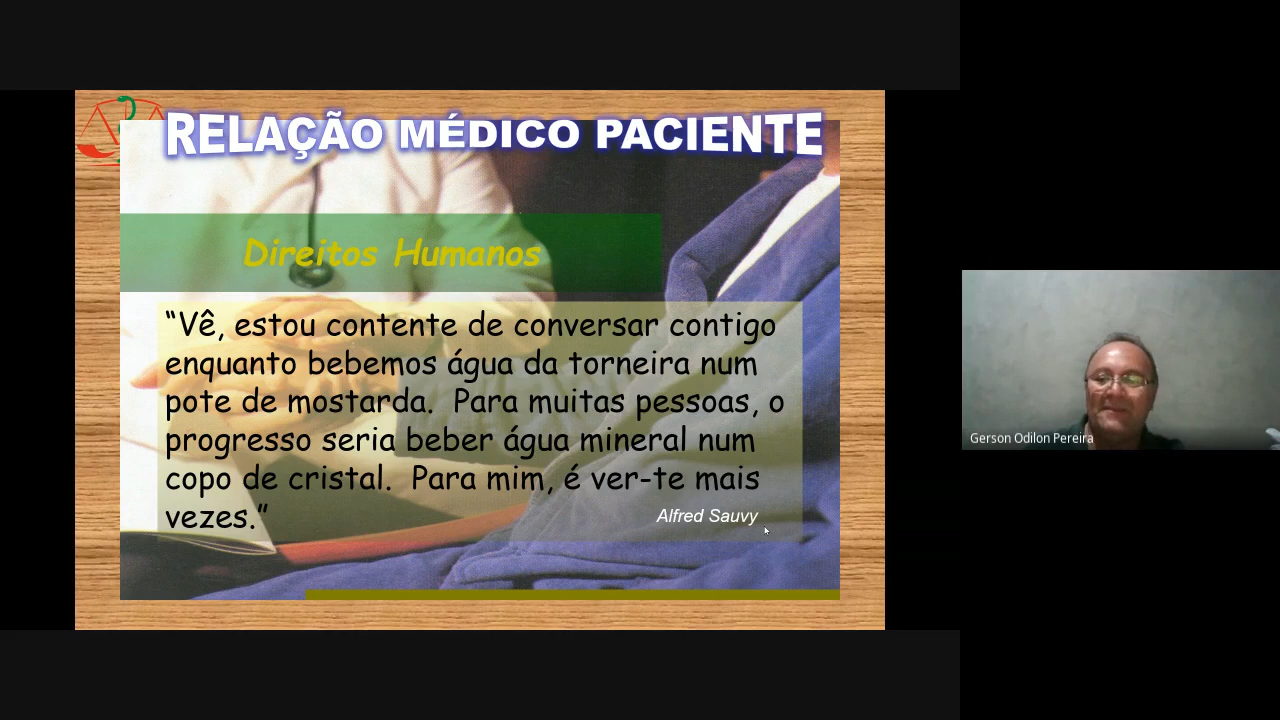 RELAÇÃO MÉDICO PACIENTE
Direitos Humanos
“Vê, estou contente de conversar contigo
enquanto bebemos água da torneira num
pote de mostarda.  Para muitas pessoas, o
progresso seria beber água mineral num
copo de cristal.  Para mim, é ver-te mais
vezes.”
Alfred Sauvy
Gerson Odilon Pereira